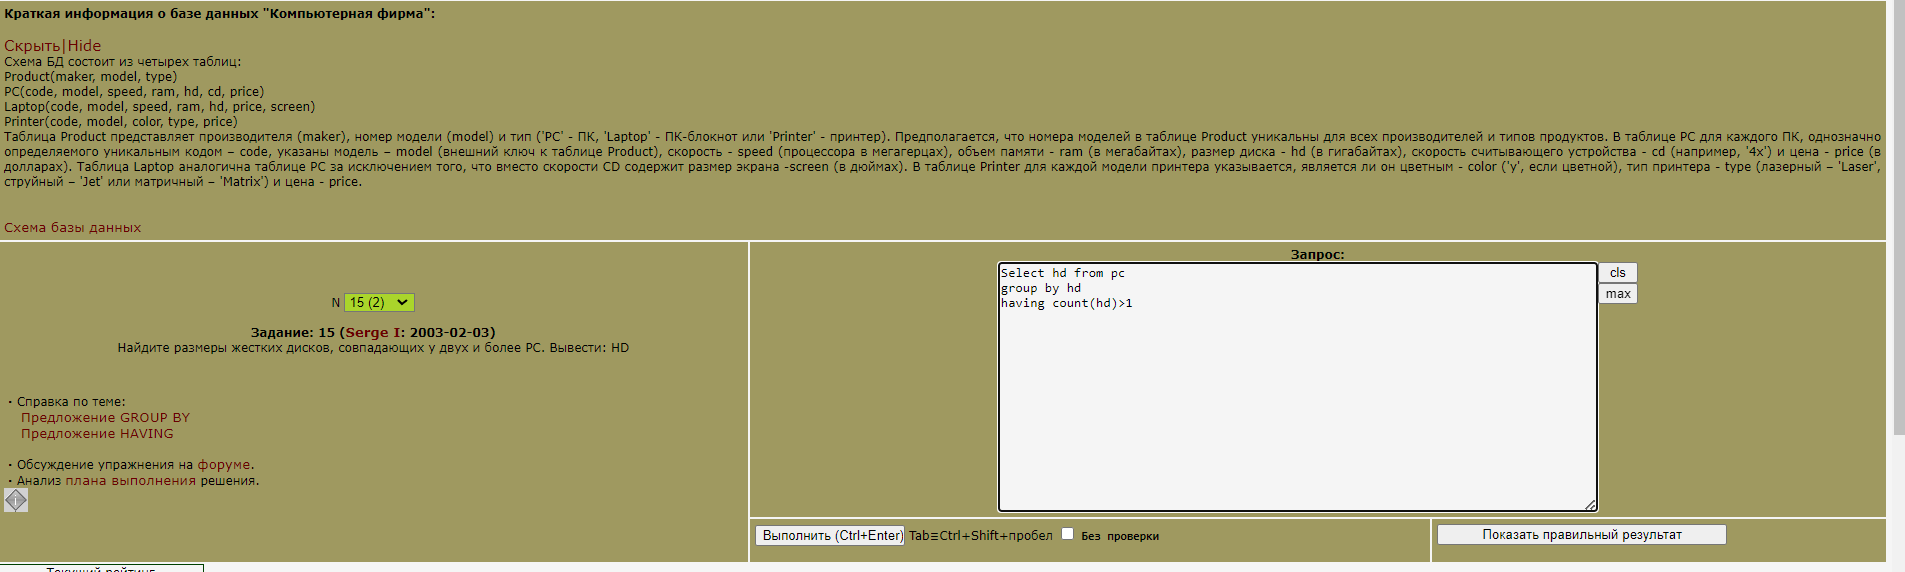 Краткая информация о базе данных "Компьютерная фирма":
Скрыть|Hide
Схема БД состоит из четырех таблиц:
Product(maker, model, type)
PC(code, model, speed, ram, hd, cd, price)
Laptop(code, model, speed, ram, hd, price, screen)
Printer(code, model, color, type, price)
Таблица Product представляет производителя (maker), номер модели (model) и тип ('PC' - ПК, 'Laptop' - ПК-блокнот или 'Printer' - принтер). Предполагается, что номера моделей в таблице Product уникальны для всех производителей и типов продуктов. В таблице PC для каждого ПК, однозначно
определяемого уникальным кодом – code, указаны модель – model (внешний ключ к таблице Product), скорость - speed (процессора в мегагерцах), объем памяти - ram (в мегабайтах), размер диска - hd (в гигабайтах), скорость считывающего устройства - cd (например, '4x') и цена - price (в
долларах). Таблица Laptop аналогична таблице РС за исключением того, что вместо скорости CD содержит размер экрана -screen (в дюймах). В таблице Printer для каждой модели принтера указывается, является ли он цветным - color ('y', если цветной), тип принтера - type (лазерный – 'Laser',
струйный – 'Jet' или матричный – 'Matrix') и цена - price.
Схема базы данных
N 15 (2)
Задание: 15 (Serge I: 2003-02-03)
Найдите размеры жестких дисков, совпадающих у двух и более PC. Вывести: HD
· Справка по теме:
Предложение GROUP BY
Предложение HAVING
· Обсуждение упражнения на форуме.
· Анализ плана выполнения решения.
Запрос:
Select hd from pc
group by hd
having count(hd)>1
cls
max
Выполнить (Ctrl+Enter) Tab≡Ctrl+Shift+пробел Без проверки
Показать правильный результат
Текущий рейтинг